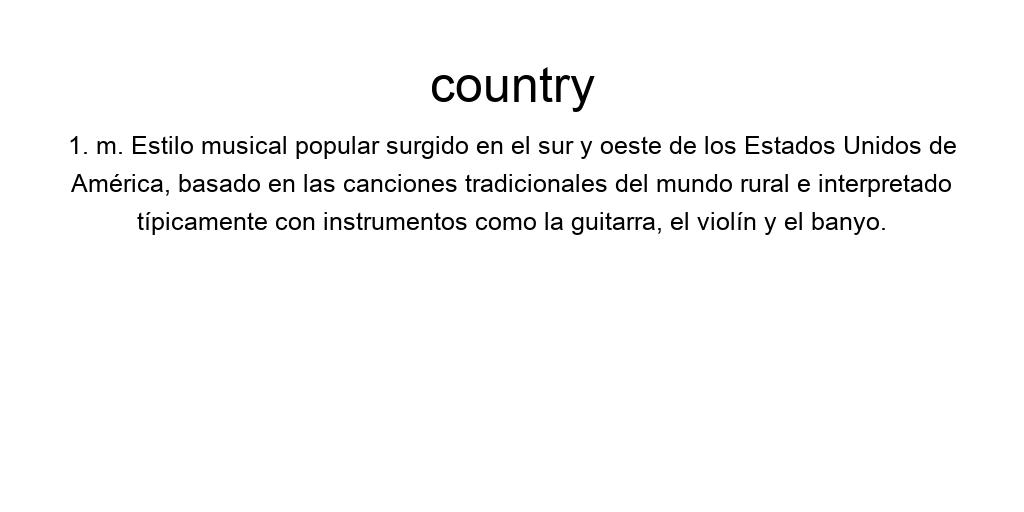 country
1. m. Estilo musical popular surgido en el sur y oeste de los Estados Unidos de
América, basado en las canciones tradicionales del mundo rural e interpretado
típicamente con instrumentos como la guitarra, el violín y el banyo.